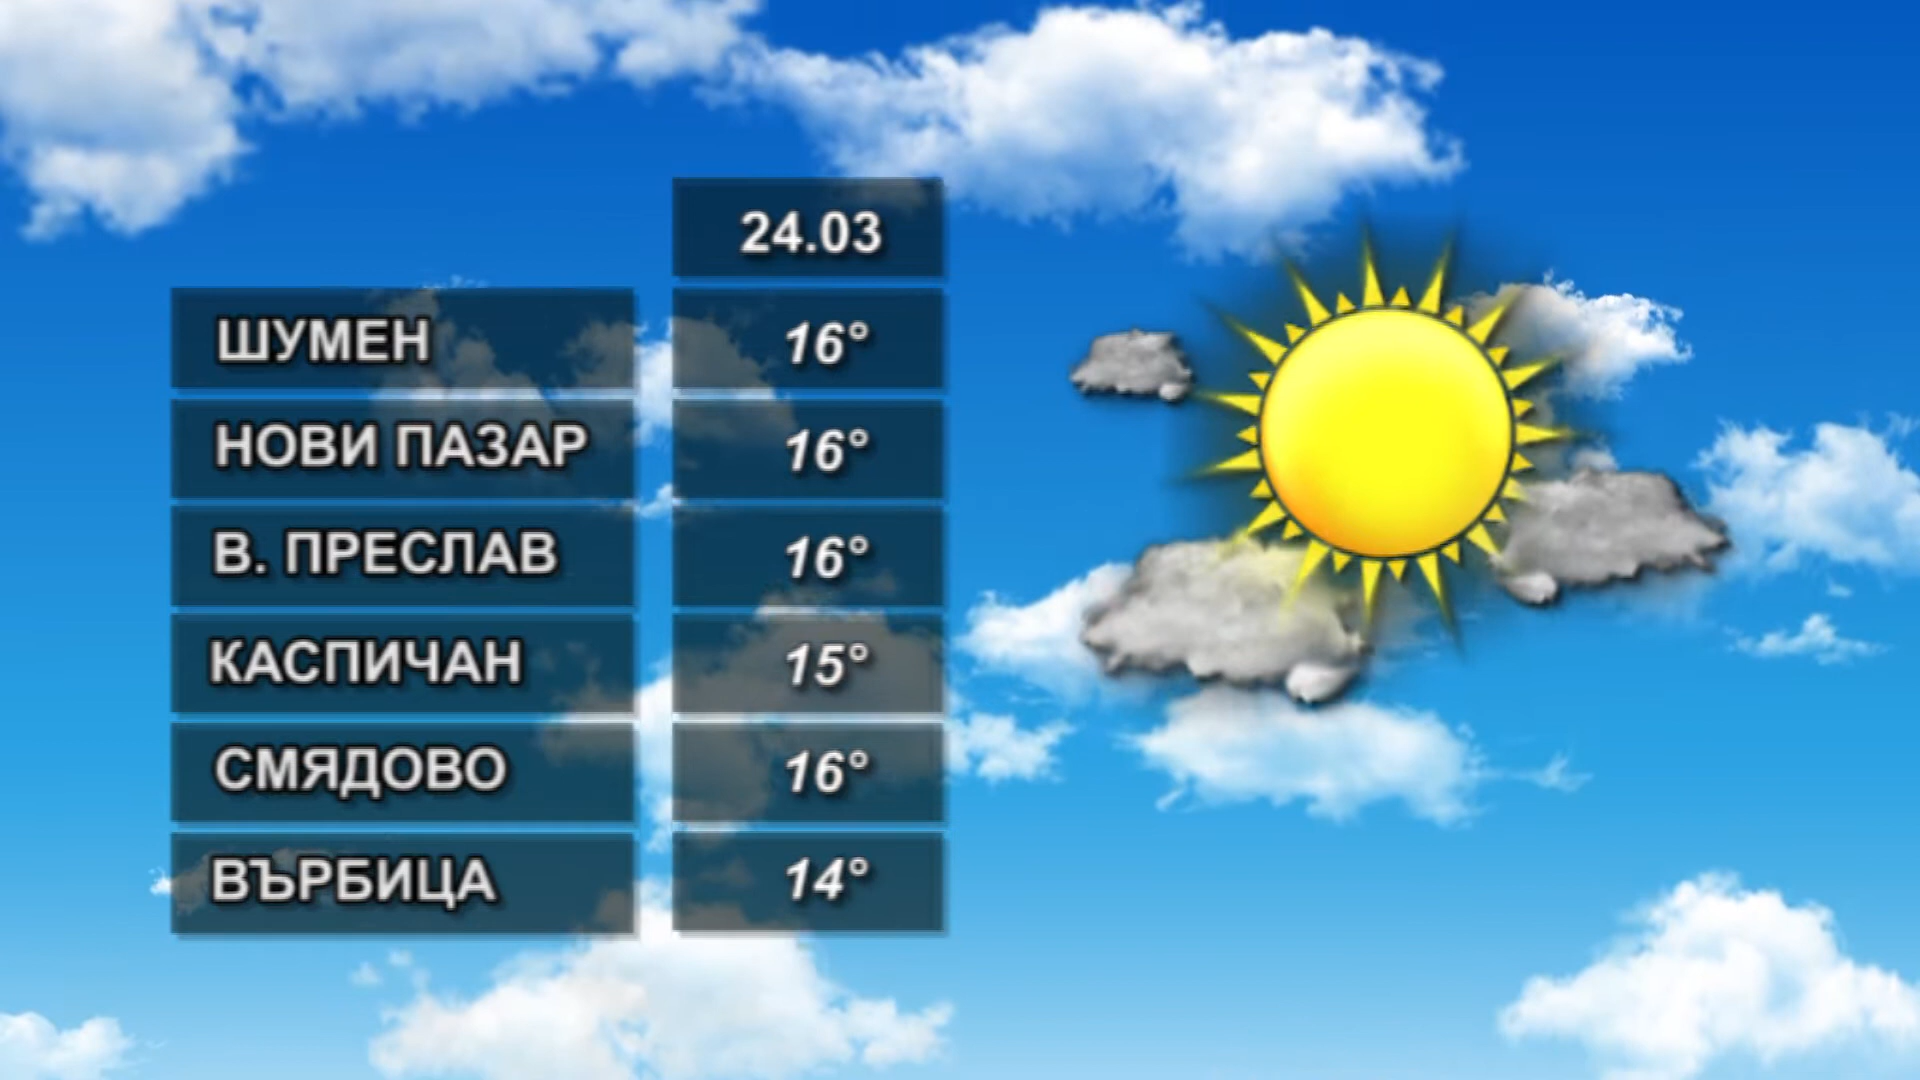 24.03
ШУМЕН 16°
НОВИ ПАЗАР 16°
В. ПРЕСЛАВ 16°
КАСПИЧАН 15°
СМЯДОВО 16°
ВЪРБИЦА 14°